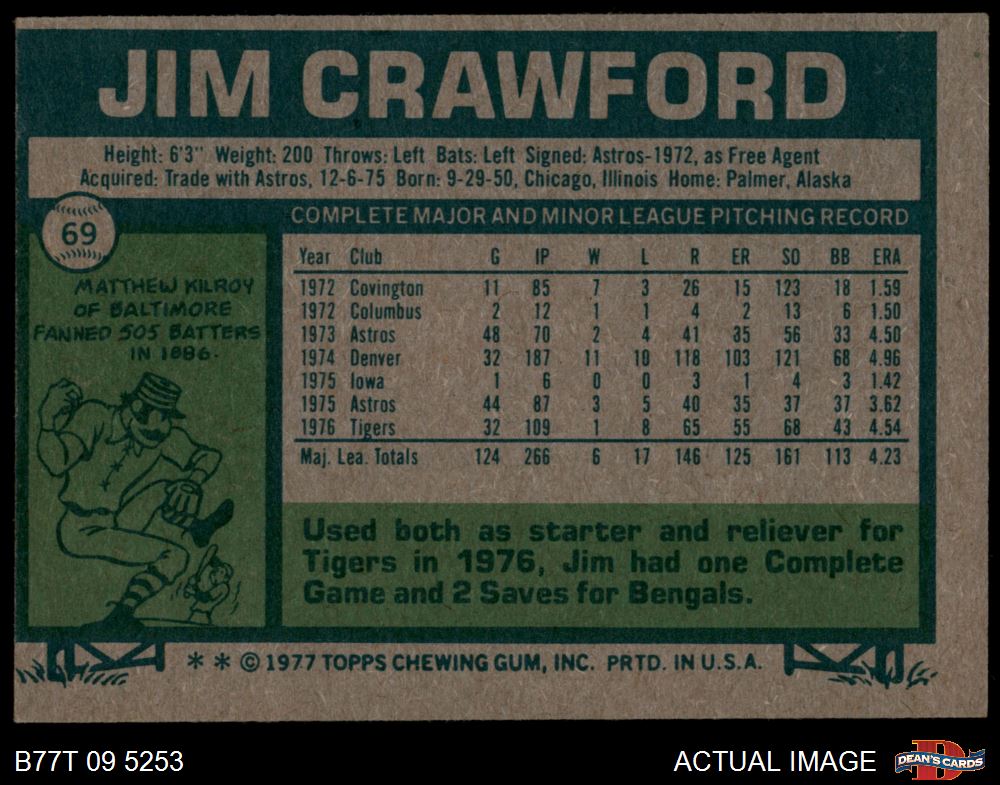 JIM CRAWFORD
Height: 6'3" Weight: 200 Throws: Left Bats: Left Signed: Astros-1972, as Free Agent
Acquired: Trade with Astros, 12-6-75 Born: 9-29-50, Chicago, Illinois Home: Palmer, Alaska
69
MATTHEW KILROY
OF BALTIMORE
FANNED 505 BATTERS
IN 1886.
COMPLETE MAJOR AND MINOR LEAGUE PITCHING RECORD
Year Club G IP W L R ER SO BB ERA
1972 Covington 11 85 7 3 26 15 123 18 1.59
1972 Columbus 2 12 1 1 4 2 13 6 1.50
1973 Astros 48 70 2 4 41 35 56 33 4.50
1974 Denver 32 187 11 10 118 103 121 68 4.96
1975 Iowa 1 6 0 0 3 1 4 3 1.42
1975 Astros 44 87 3 5 40 35 37 37 3.62
1976 Tigers 32 109 1 8 65 55 68 43 4.54
Maj. Lea. Totals 124 266 6 17 146 125 161 113 4.23
Used both as starter and reliever for
Tigers in 1976, Jim had one Complete
Game and 2 Saves for Bengals.
* * © 1977 TOPPS CHEWING GUM, INC. PRTD. IN U.S.A.
B77T 09 5253
ACTUAL IMAGE
D
DEAN'S CARDS